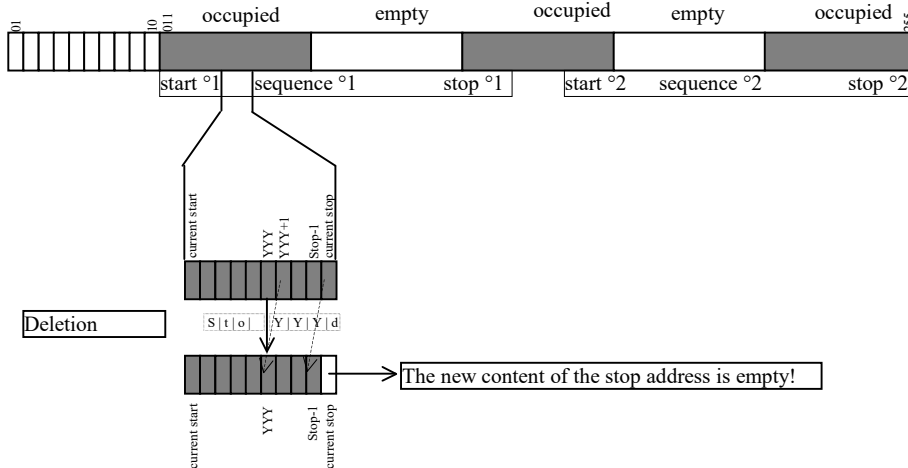 occupied empty occupied empty occupied
01 10 011 255
start °1 sequence °1 stop °1 start °2 sequence °2 stop °2
current start YYY YYY+1 Stop-1 current stop
Deletion
S | t | o | Y | Y | Y | d
The new content of the stop address is empty!
current start YYY Stop-1 current stop